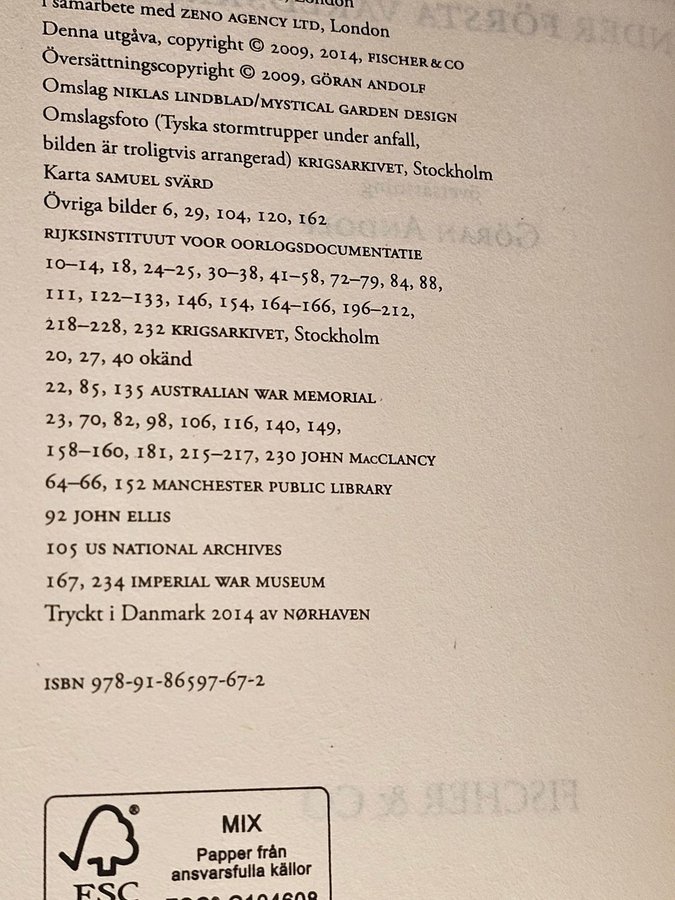 I samarbete med ZENO AGENCY LTD, London
Denna utgåva, copyright © 2009, 2014, FISCHER & CO
Översättningscopyright © 2009, GÖRAN ANDOLF
Omslag NIKLAS LINDBLAD/MYSTICAL GARDEN DESIGN
Omslagsfoto (Tyska stormtrupper under anfall,
bilden är troligtvis arrangerad) KRIGSARKIVET, Stockholm
Karta SAMUEL SVÄRD
Övriga bilder 6, 29, 104, 120, 162
RIJKSINSTITUUT VOOR OORLOGSDOCUMENTATIE
10–14, 18, 24–25, 30–38, 41–58, 72–79, 84, 88,
111, 122–133, 146, 154, 164–166, 196–212,
218–228, 232 KRIGSARKIVET, Stockholm
20, 27, 40 okänd
22, 85, 135 AUSTRALIAN WAR MEMORIAL
23, 70, 82, 98, 106, 116, 140, 149,
158–160, 181, 215–217, 230 JOHN MacCLANCY
64–66, 152 MANCHESTER PUBLIC LIBRARY
92 JOHN ELLIS
105 US NATIONAL ARCHIVES
167, 234 IMPERIAL WAR MUSEUM
Tryckt i Danmark 2014 av NØRHAVEN
ISBN 978-91-86597-67-2
MIX
Papper från
ansvarsfulla källor
FSC
FSC® C104608